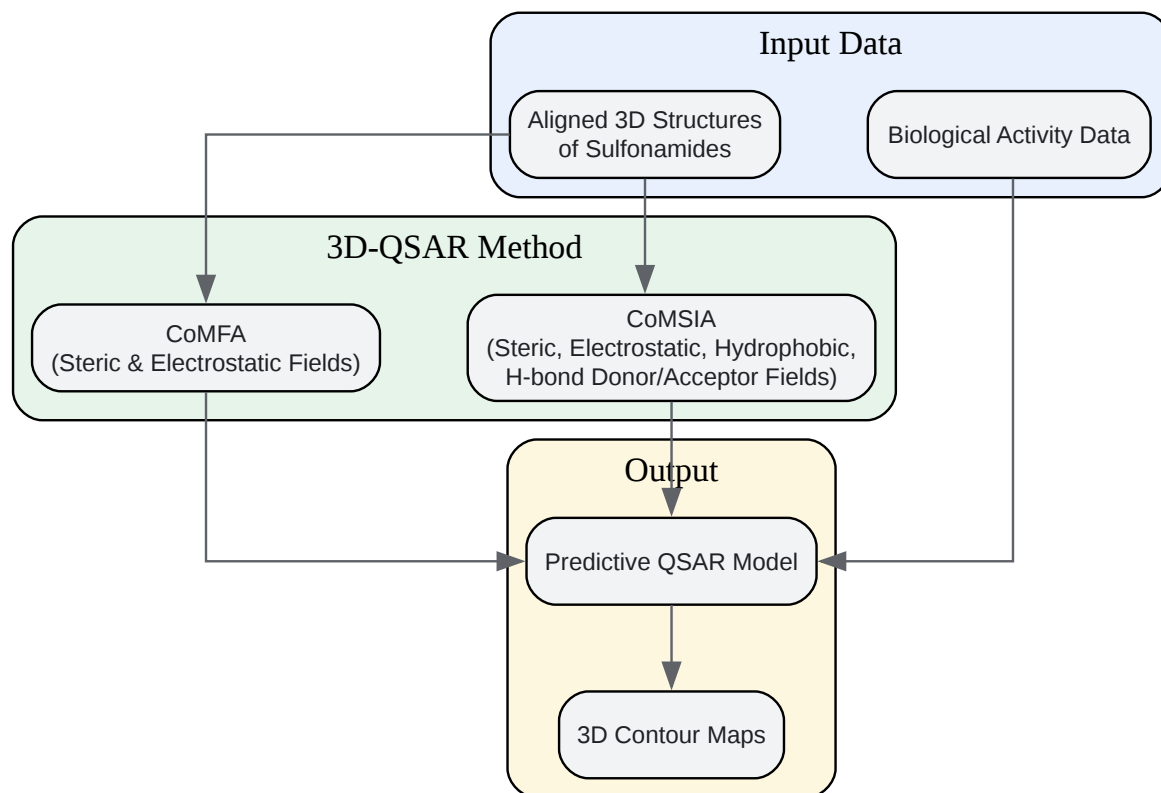 Input Data
Aligned 3D Structures
of Sulfonamides
Biological Activity Data
3D-QSAR Method
CoMFA
(Steric & Electrostatic Fields)
CoMSIA
(Steric, Electrostatic, Hydrophobic,
H-bond Donor/Acceptor Fields)
Output
Predictive QSAR Model
3D Contour Maps